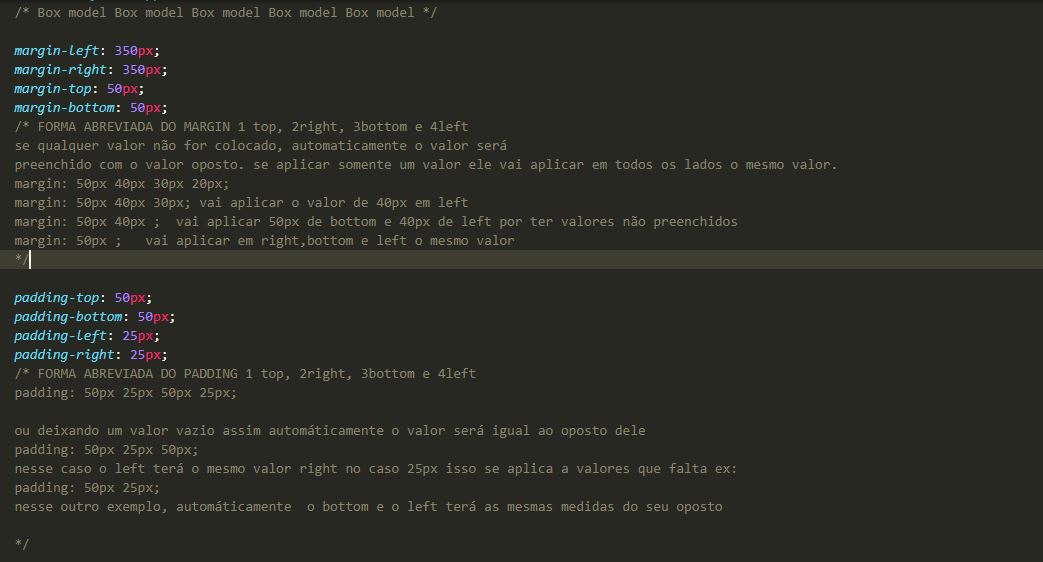 /* Box model Box model Box model Box model Box model */
margin-left: 350px;
margin-right: 350px;
margin-top: 50px;
margin-bottom: 50px;
/* FORMA ABREVIADA DO MARGIN 1 top, 2right, 3bottom e 4left
se qualquer valor não for colocado, automaticamente o valor será
preenchido com o valor oposto. se aplicar somente um valor ele vai aplicar em todos os lados o mesmo valor.
margin: 50px 40px 30px 20px;
margin: 50px 40px 30px; vai aplicar o valor de 40px em left
margin: 50px 40px ;  vai aplicar 50px de bottom e 40px de left por ter valores não preenchidos
margin: 50px ;   vai aplicar em right,bottom e left o mesmo valor
*/
padding-top: 50px;
padding-bottom: 50px;
padding-left: 25px;
padding-right: 25px;
/* FORMA ABREVIADA DO PADDING 1 top, 2right, 3bottom e 4left
padding: 50px 25px 50px 25px;
ou deixando um valor vazio assim automáticamente o valor será igual ao oposto dele
padding: 50px 25px 50px;
nesse caso o left terá o mesmo valor right no caso 25px isso se aplica a valores que falta ex:
padding: 50px 25px;
nesse outro exemplo, automáticamente  o bottom e o left terá as mesmas medidas do seu oposto
*/